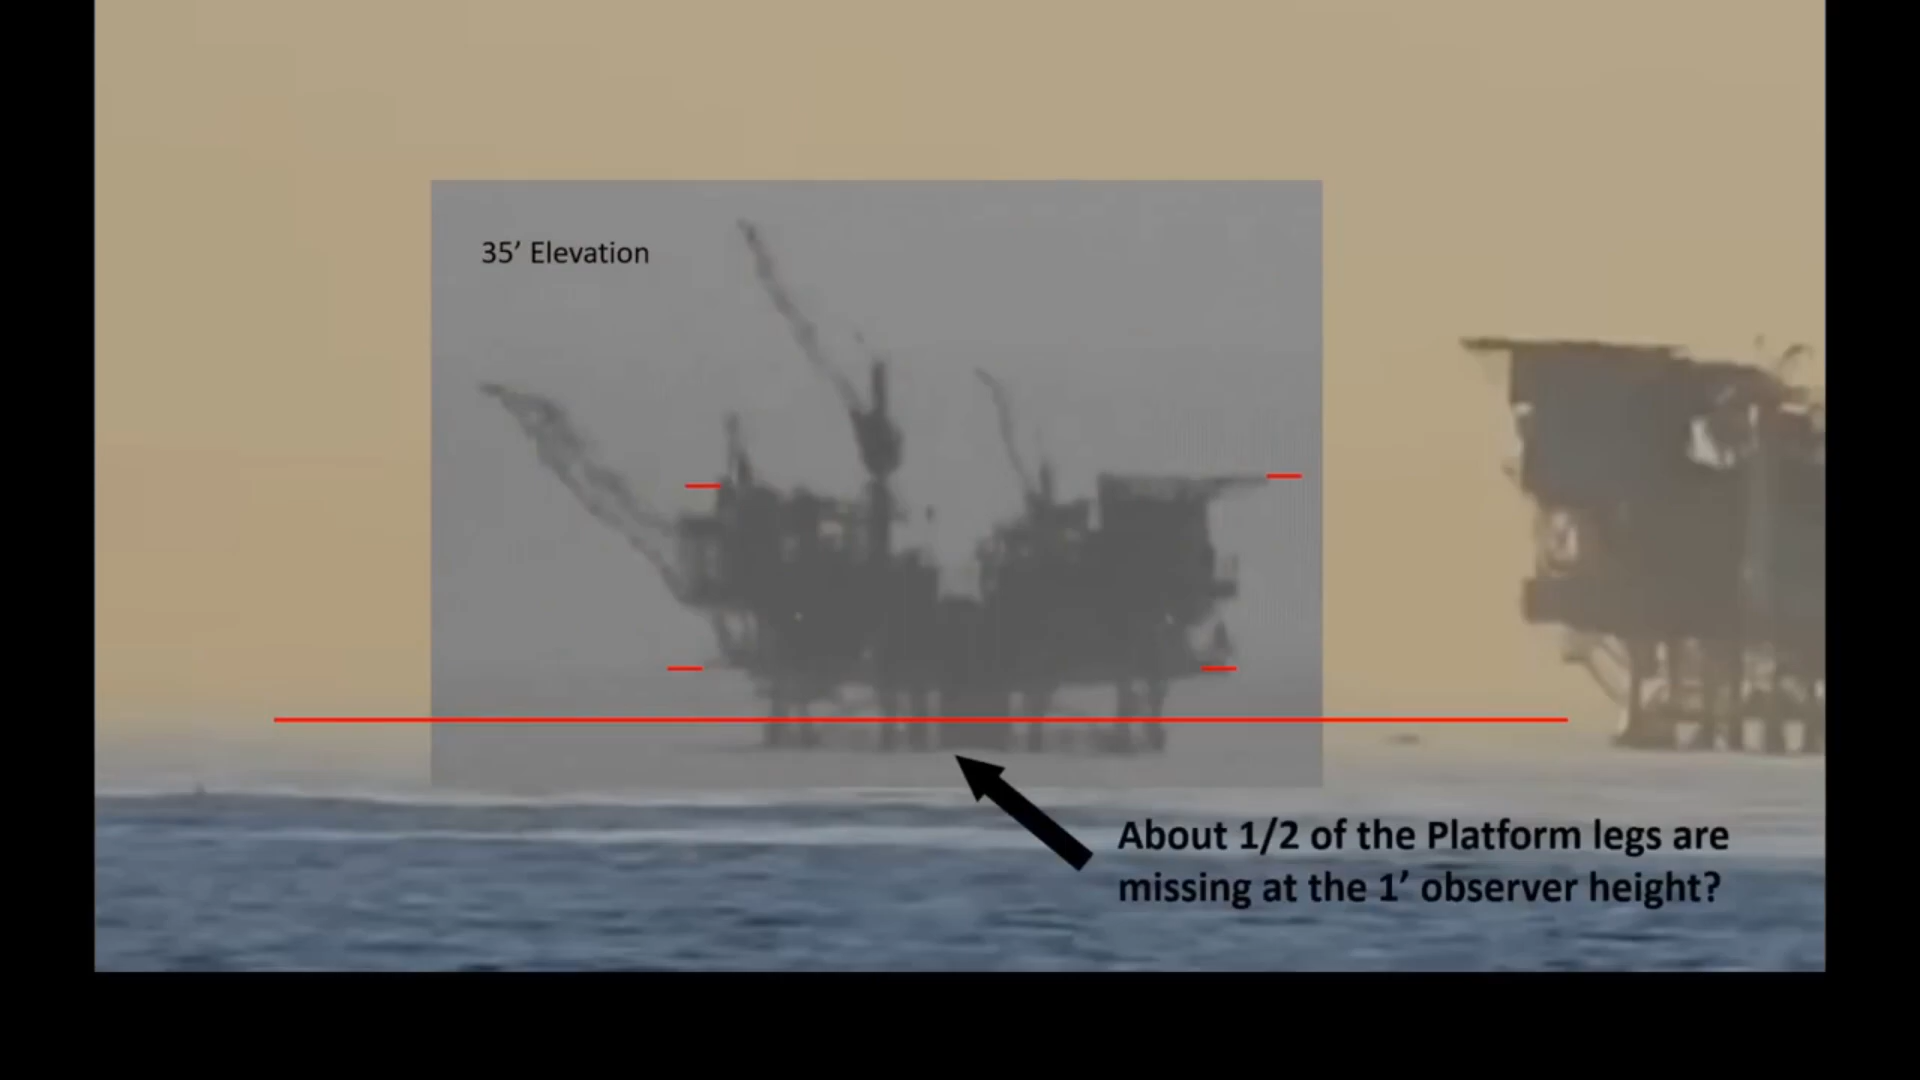 35’ Elevation
About 1/2 of the Platform legs are
missing at the 1’ observer height?